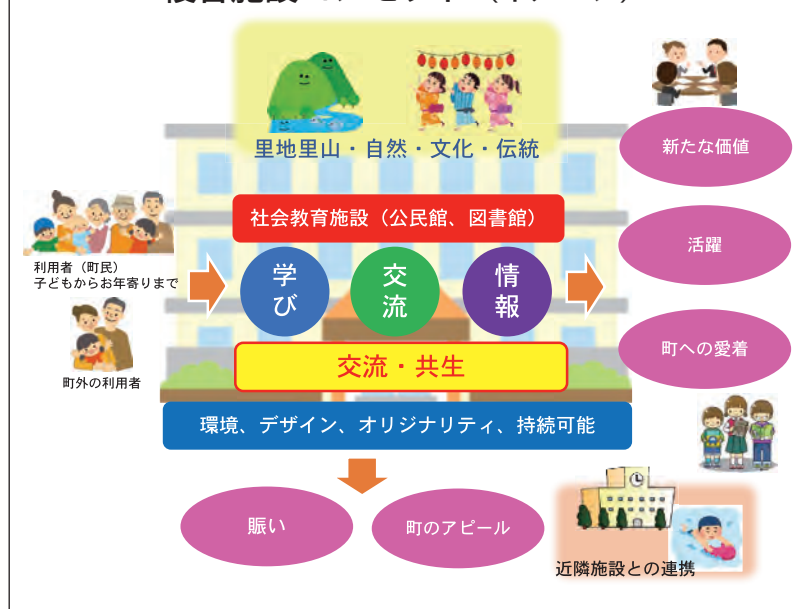 里地里山・自然・文化・伝統
新たな価値
社会教育施設（公民館、図書館）
活躍
利用者（町民）
子どもからお年寄りまで
学び
交流
情報
町への愛着
町外の利用者
交流・共生
環境、デザイン、オリジナリティ、持続可能
賑い
町のアピール
近隣施設との連携